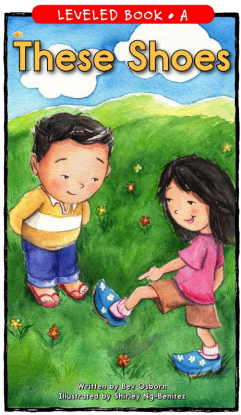 LEVELED BOOK • A
These Shoes
Written by Bev Osborn
Illustrated by Shirley Ng-Benitez